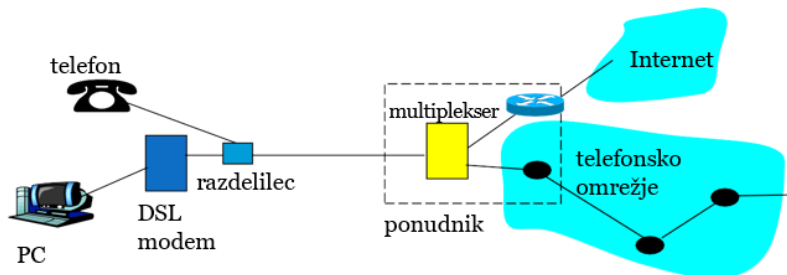 telefon
Internet
multiplekser
telefonsko
omrežje
razdelilec
DSL
modem
ponudnik
PC